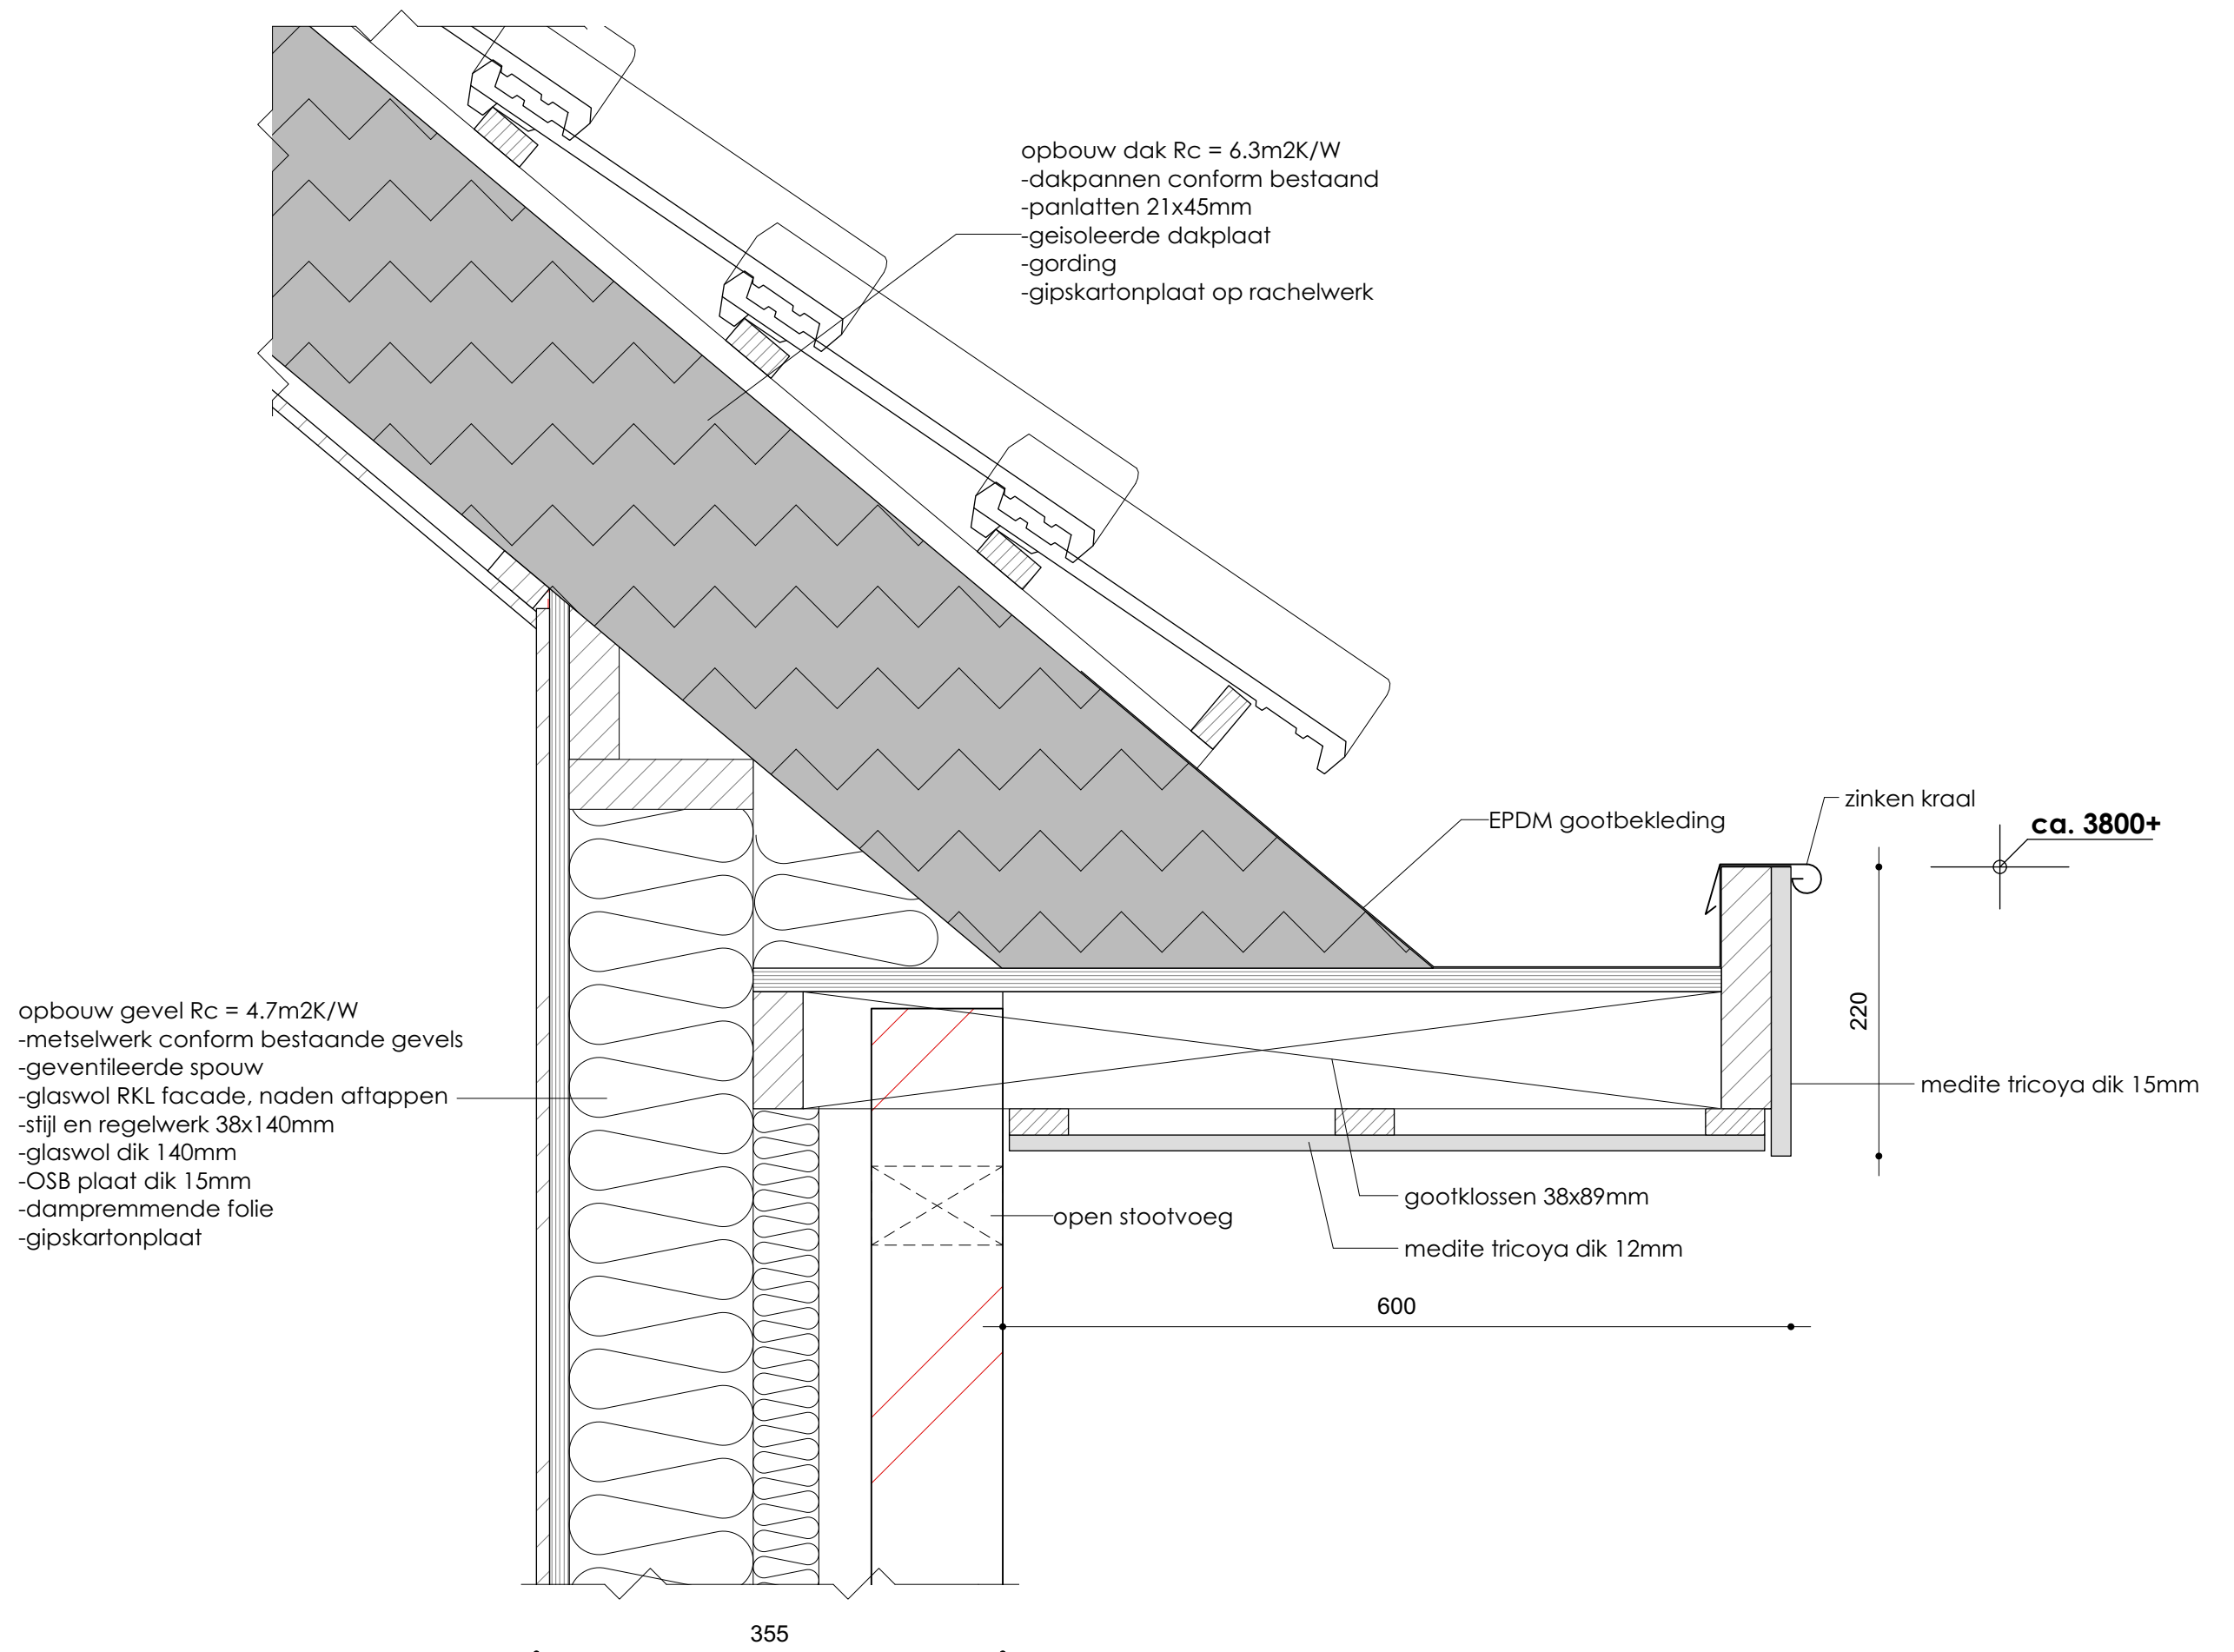 opbouw dak Rc = 6.3m2K/W
-dakpannen conform bestaand
-panlatten 21x45mm
-geisoleerde dakplaat
-gording
-gipskartonplaat op rachelwerk
zinken kraal
EPDM gootbekleding
ca. 3800+
220
opbouw gevel Rc = 4.7m2K/W
-metselwerk conform bestaande gevels
-geventileerde spouw
-glaswol RKL facade, naden aftappen
-stijl en regelwerk 38x140mm
-glaswol dik 140mm
-OSB plaat dik 15mm
-dampremmende folie
-gipskartonplaat
medite tricoya dik 15mm
gootklossen 38x89mm
open stootvoeg
medite tricoya dik 12mm
600
355